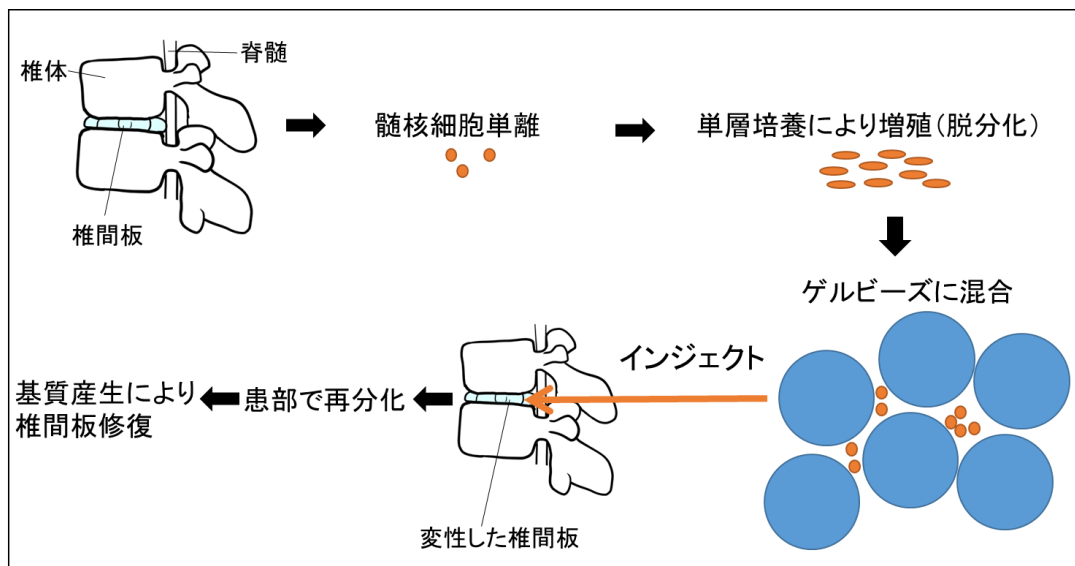 脊髄
椎体
椎間板
髄核細胞単離
単層培養により増殖(脱分化)
ゲルビーズに混合
インジェクト
変性した椎間板
患部で再分化
基質産生により
椎間板修復